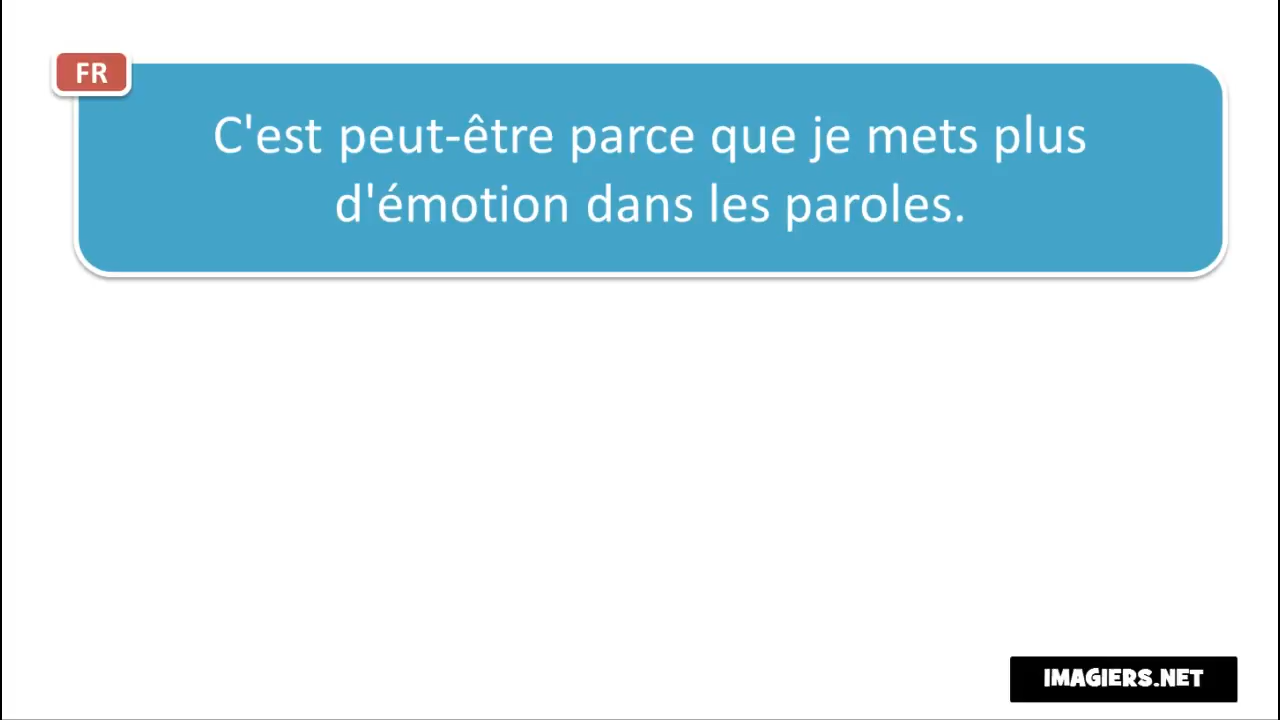 FR
C'est peut-être parce que je mets plus
d'émotion dans les paroles.
IMAGIERS.NET